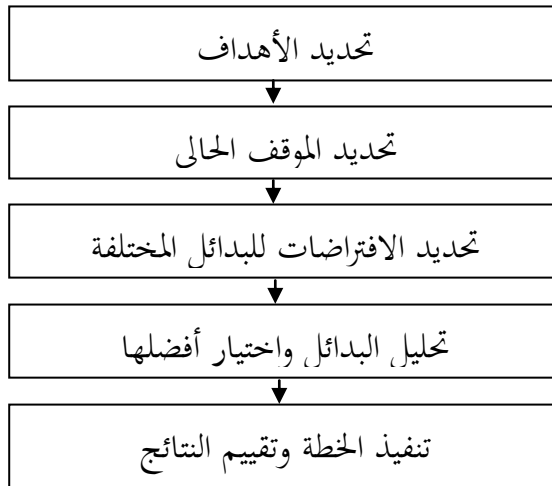 تحديد الأهداف
تحديد الموقف الحالى
تحديد الافتراضات للبدائل المختلفة
تحليل البدائل واختيار أفضلها
تنفيذ الخطة وتقييم النتائج